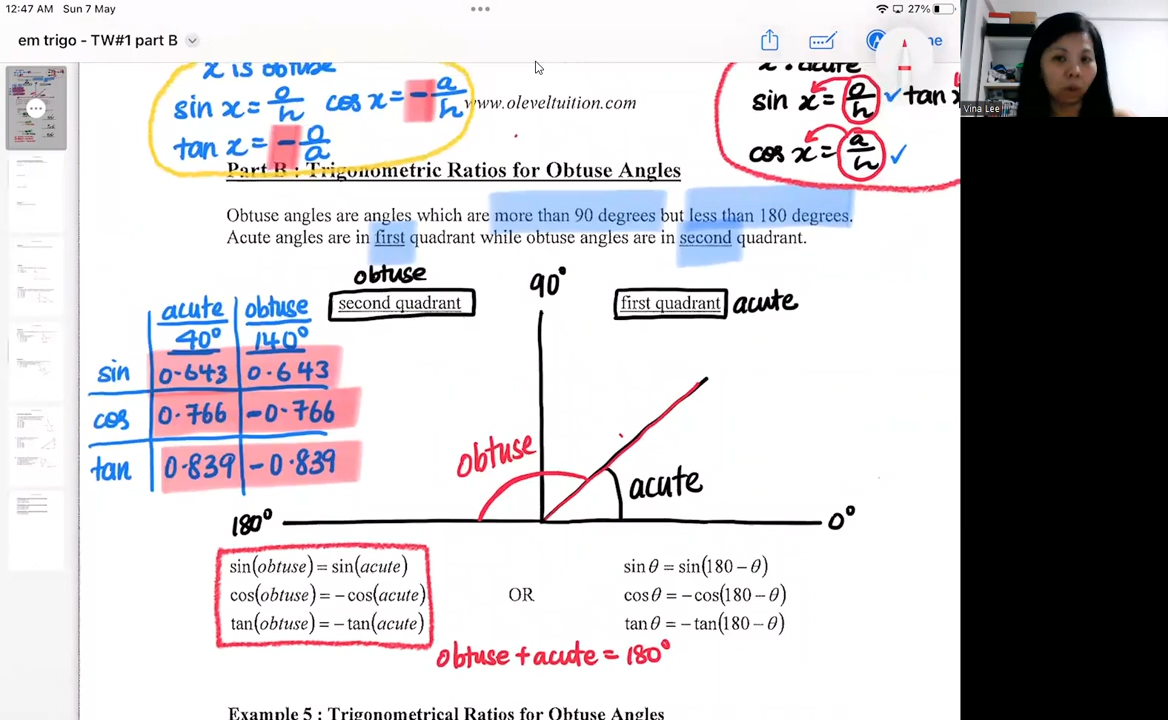 12:47 AM Sun 7 May
27%
em trigo - TW#1 part B
Vina Lee
x is obtuse
sin x = o/h cos x = - a/h
tan x = - o/a
www.oleveltuition.com
x : acute
sin x = o/h ✓ tan x
cos x = a/h ✓
Part B : Trigonometric Ratios for Obtuse Angles
Obtuse angles are angles which are more than 90 degrees but less than 180 degrees.
Acute angles are in first quadrant while obtuse angles are in second quadrant.
obtuse
second quadrant
90°
first quadrant acute
acute obtuse
40° 140°
sin 0.643 0.643
cos 0.766 -0.766
tan 0.839 -0.839
obtuse
acute
180°
0°
sin(obtuse) = sin(acute)
cos(obtuse) = - cos(acute)
tan(obtuse) = - tan(acute)
OR
sin θ = sin(180 - θ)
cos θ = -cos(180 - θ)
tan θ = -tan(180 - θ)
obtuse + acute = 180°
Example 5 : Trigonometrical Ratios for Obtuse Angles